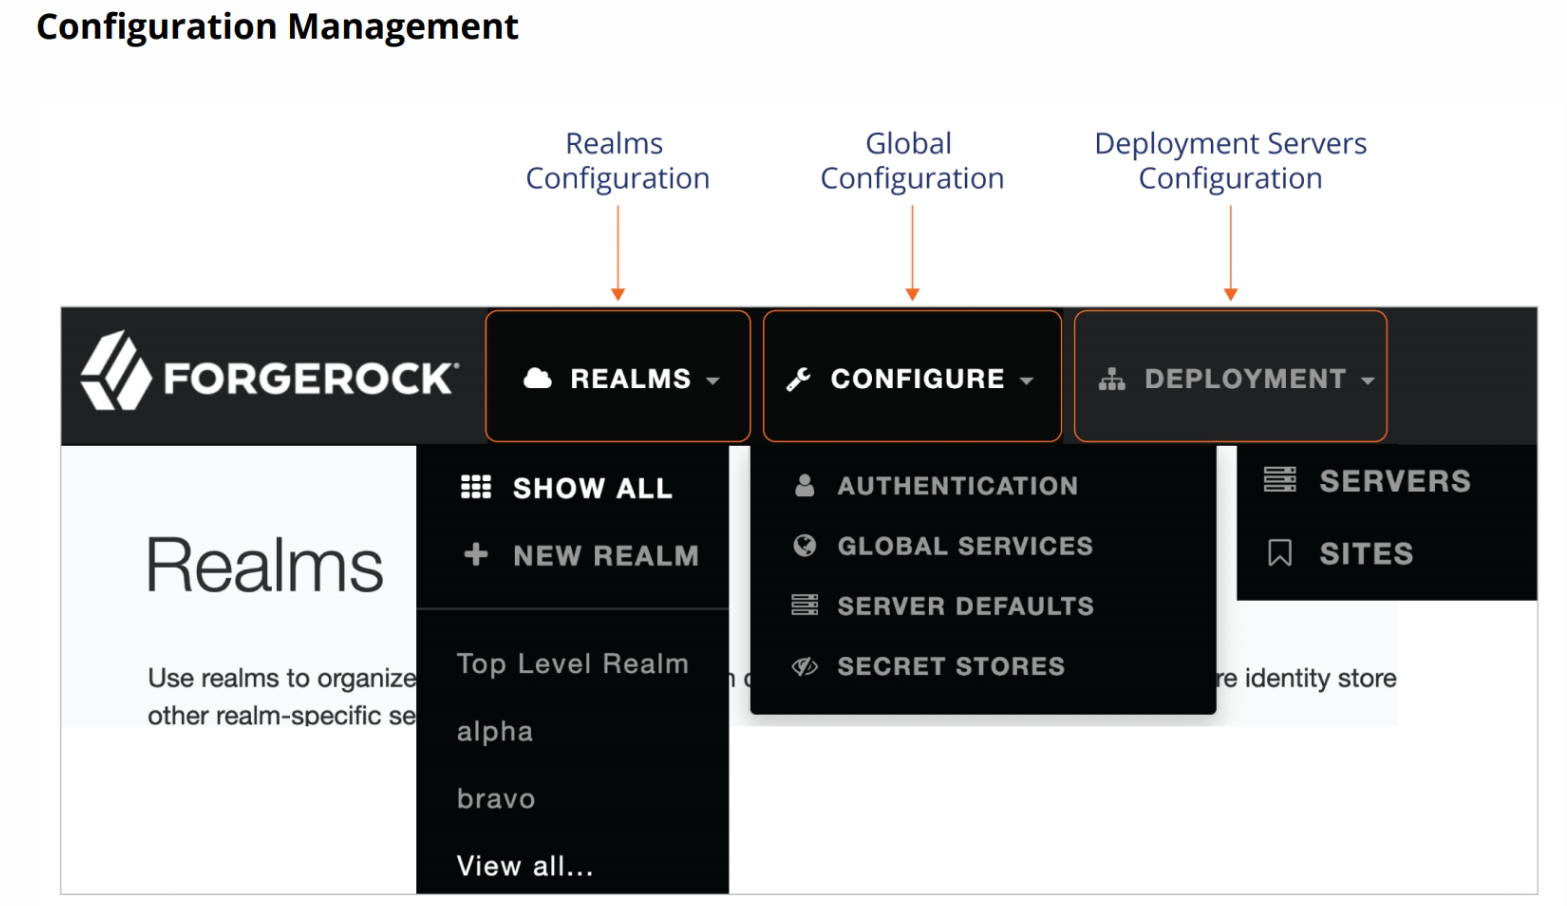 Configuration Management
Realms
Configuration
Global
Configuration
Deployment Servers
Configuration
FORGEROCK
REALMS
CONFIGURE
DEPLOYMENT
SHOW ALL
NEW REALM
Top Level Realm
alpha
bravo
View all...
AUTHENTICATION
GLOBAL SERVICES
SERVER DEFAULTS
SECRET STORES
SERVERS
SITES
Realms
Use realms to organize re identity store
other realm-specific se